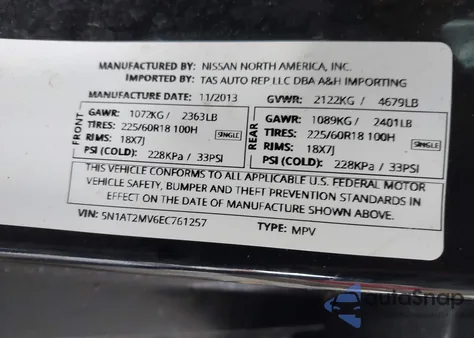 MANUFACTURED BY: NISSAN NORTH AMERICA, INC.
IMPORTED BY: TAS AUTO REP LLC DBA A&H IMPORTING
MANUFACTURE DATE: 11/2013 GVWR: 2122KG / 4679LB
FRONT
GAWR: 1072KG / 2363LB
TIRES: 225/60R18 100H
RIMS: 18X7J SINGLE
PSI (COLD): 228KPa / 33PSI
REAR
GAWR: 1089KG / 2401LB
TIRES: 225/60R18 100H
RIMS: 18X7J SINGLE
PSI (COLD): 228KPa / 33PSI
THIS VEHICLE CONFORMS TO ALL APPLICABLE U.S. FEDERAL MOTOR
VEHICLE SAFETY, BUMPER AND THEFT PREVENTION STANDARDS IN
EFFECT ON THE DATE OF MANUFACTURE SHOWN ABOVE.
VIN: 5N1AT2MV6EC761257 TYPE: MPV
autoSnap